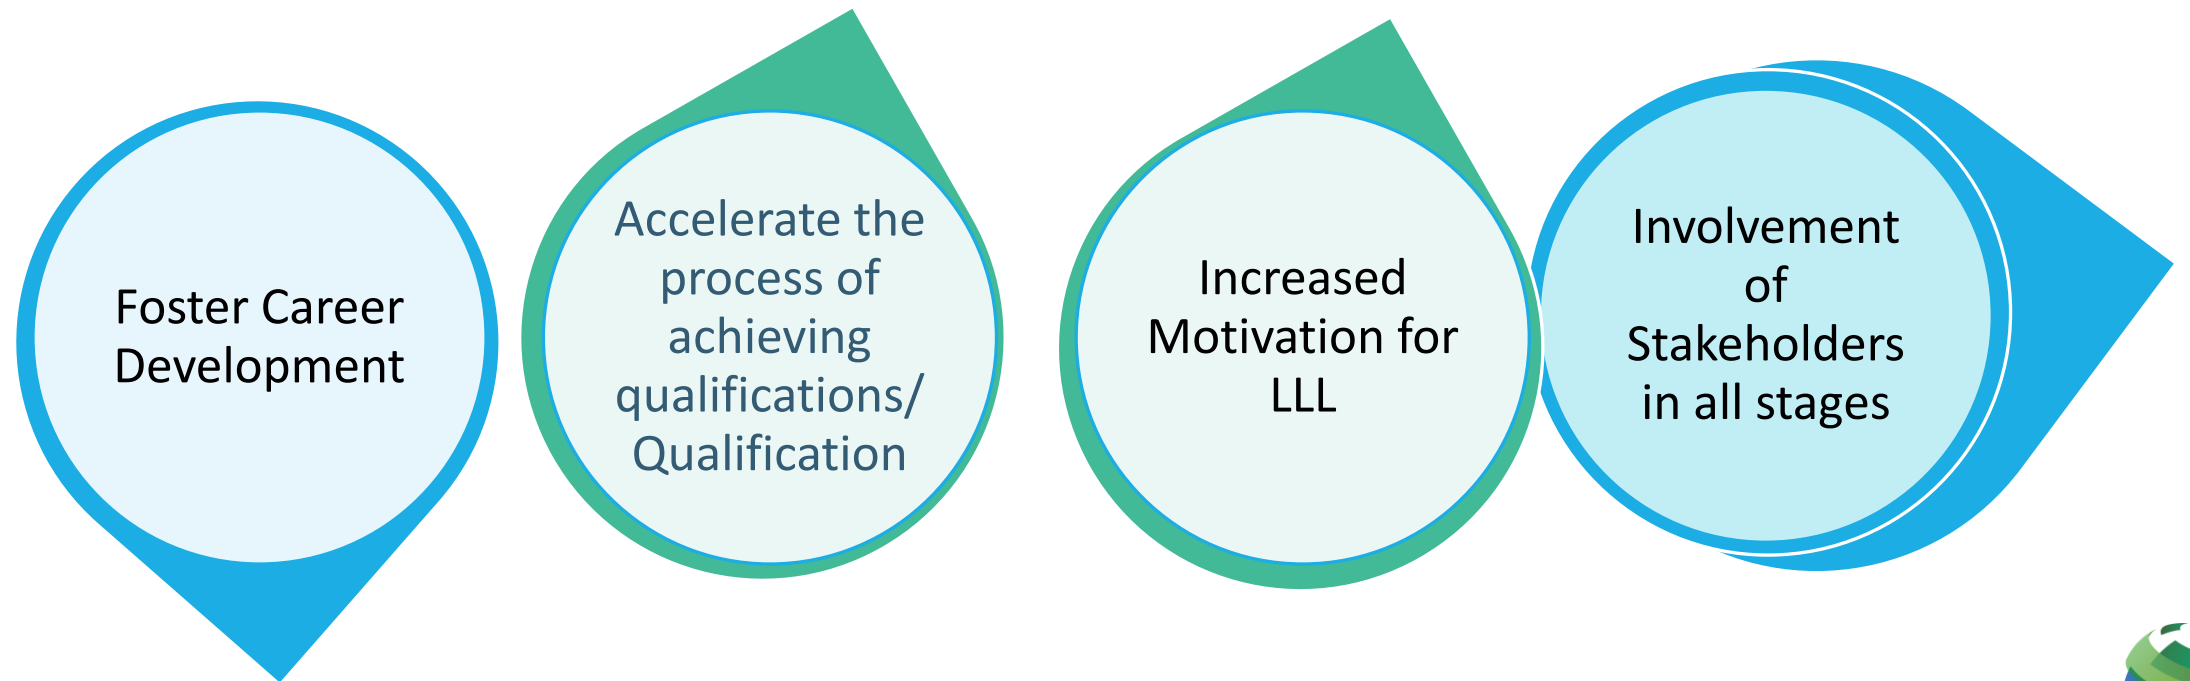 Foster Career
Development
Accelerate the
process of
achieving
qualifications/
Qualification
Increased
Motivation for
LLL
Involvement
of
Stakeholders
in all stages